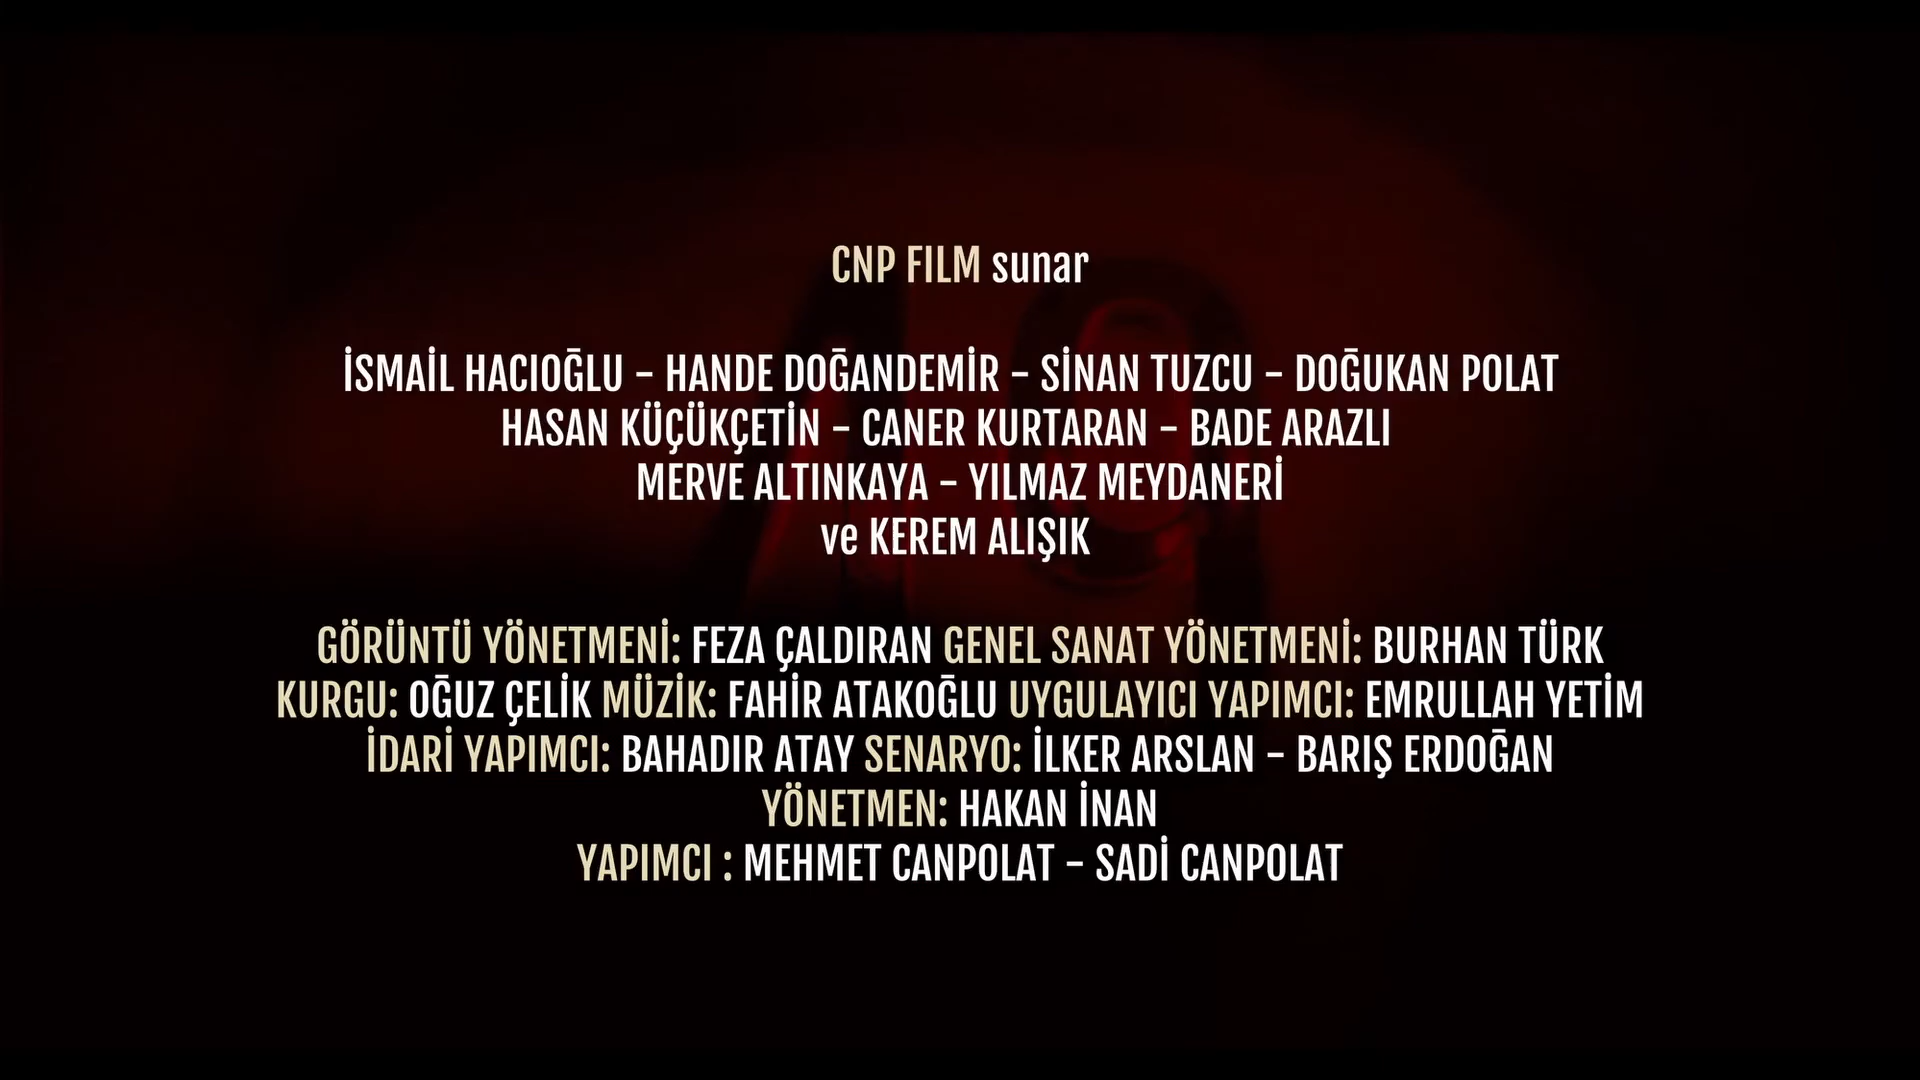 CNP FILM sunar
İSMAİL HACIOĞLU - HANDE DOĞANDEMİR - SİNAN TUZCU - DOĞUKAN POLAT
HASAN KÜÇÜKÇETİN - CANER KURTARAN - BADE ARAZLI
MERVE ALTINKAYA - YILMAZ MEYDANERİ
ve KEREM ALIŞIK
GÖRÜNTÜ YÖNETMENİ: FEZA ÇALDIRAN GENEL SANAT YÖNETMENİ: BURHAN TÜRK
KURGU: OĞUZ ÇELİK MÜZİK: FAHİR ATAKOĞLU UYGULAYICI YAPIMCI: EMRULLAH YETİM
İDARİ YAPIMCI: BAHADIR ATAY SENARYO: İLKER ARSLAN - BARIŞ ERDOĞAN
YÖNETMEN: HAKAN İNAN
YAPIMCI : MEHMET CANPOLAT - SADİ CANPOLAT